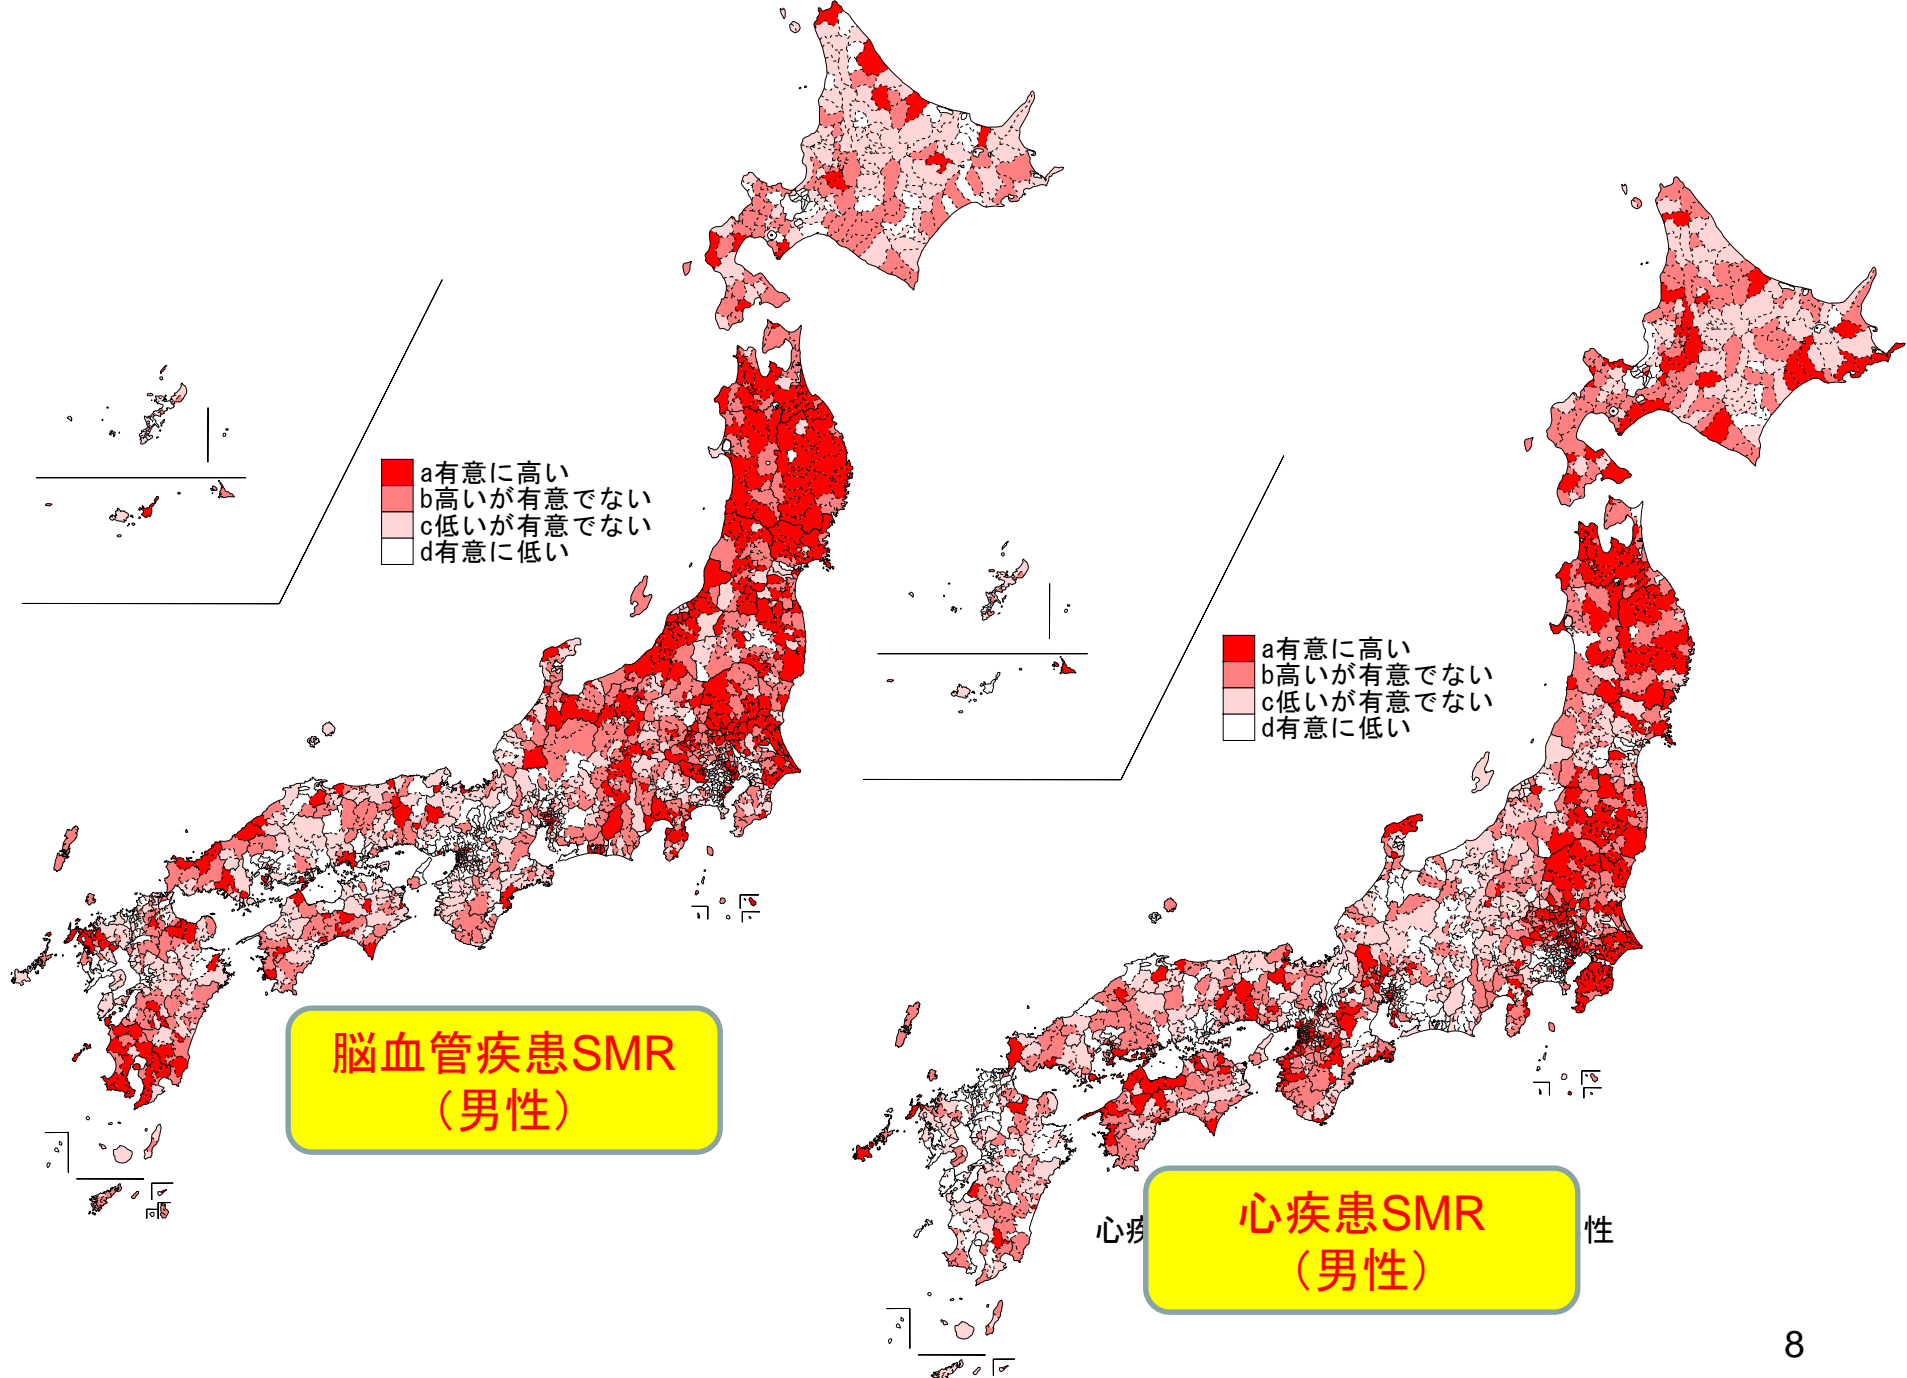 a有意に高い
b高いが有意でない
c低いが有意でない
d有意に低い
脳血管疾患SMR
（男性）
a有意に高い
b高いが有意でない
c低いが有意でない
d有意に低い
心疾
性
心疾患SMR
（男性）
8